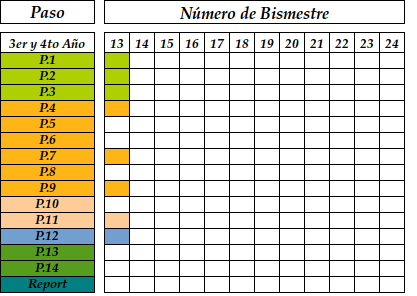 Paso Número de Bismestre
3er y 4to Año 13 14 15 16 17 18 19 20 21 22 23 24
P.1
P.2
P.3
P.4
P.5
P.6
P.7
P.8
P.9
P.10
P.11
P.12
P.13
P.14
Report